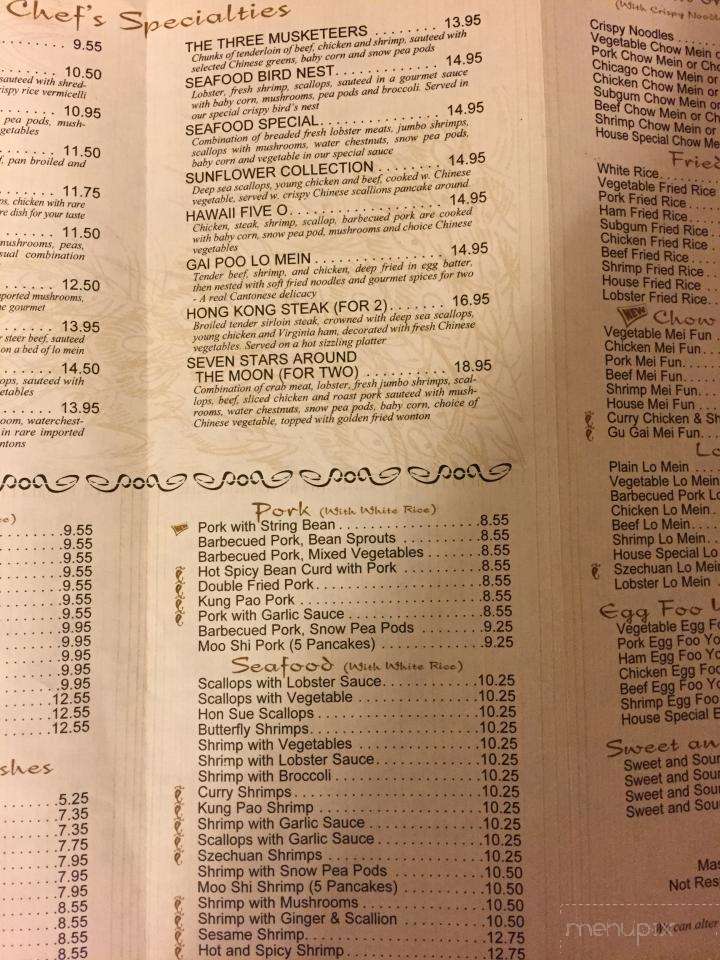 Chef's Specialties
9.55
10.50
sauteed with shred-
rispy rice vermicelli
10.95
pea pods, mush-
getables
11.50
f, pan broiled and
11.75
s, chicken with rare
re dish for your taste
11.50
mushrooms, peas,
sual combination
12.50
ported mushrooms,
e gourmet
13.95
r steer beef, sauteed
on a bed of lo mein
14.50
ops, sauteed with
etables
13.95
oom, waterchest-
in rare imported
ntons
THE THREE MUSKETEERS 13.95
Chunks of tenderloin of beef, chicken and shrimp, sauteed with
selected Chinese greens, baby corn and snow pea pods
SEAFOOD BIRD NEST 14.95
Lobster, fresh shrimp, scallops, sauteed in a gourmet sauce
with baby corn, mushrooms, pea pods and broccoli. Served in
our special crispy bird's nest
SEAFOOD SPECIAL 14.95
Combination of breaded fresh lobster meats, jumbo shrimps,
scallops with mushrooms, water chestnuts, snow pea pods,
baby corn and vegetable in our special sauce
SUNFLOWER COLLECTION 14.95
Deep sea scallops, young chicken and beef, cooked w. Chinese
vegetable, served w. crispy Chinese scallions pancake around
HAWAII FIVE O 14.95
Chicken, steak, shrimp, scallop, barbecued pork are cooked
with baby corn, snow pea pod, mushrooms and choice Chinese
vegetables
GAI POO LO MEIN 14.95
Tender beef, shrimp, and chicken, deep fried in egg batter,
then nested with soft fried noodles and gourmet spices for two
- A real Cantonese delicacy
HONG KONG STEAK (FOR 2) 16.95
Broiled tender sirloin steak, crowned with deep sea scallops,
young chicken and Virginia ham, decorated with fresh Chinese
vegetables. Served on a hot sizzling platter
SEVEN STARS AROUND
THE MOON (FOR TWO) 18.95
Combination of crab meat, lobster, fresh jumbo shrimps, scal-
lops, beef, sliced chicken and roast pork sauteed with mush-
rooms, water chestnuts, snow pea pods, baby corn, choice of
Chinese vegetable, topped with golden fried wonton
9.55
9.55
9.55
9.55
9.55
9.55
9.55
9.95
9.95
9.95
9.95
9.95
12.55
12.55
12.55
shes
5.25
7.35
7.35
7.75
7.95
7.95
7.95
8.55
8.55
8.55
8.55
Pork (With White Rice)
Pork with String Bean 8.55
Barbecued Pork, Bean Sprouts 8.55
Barbecued Pork, Mixed Vegetables 8.55
Hot Spicy Bean Curd with Pork 8.55
Double Fried Pork 8.55
Kung Pao Pork 8.55
Pork with Garlic Sauce 8.55
Barbecued Pork, Snow Pea Pods 9.25
Moo Shi Pork (5 Pancakes) 9.25
Seafood (With White Rice)
Scallops with Lobster Sauce 10.25
Scallops with Vegetable 10.25
Hon Sue Scallops 10.25
Butterfly Shrimps 10.25
Shrimp with Vegetables 10.25
Shrimp with Lobster Sauce 10.25
Shrimp with Broccoli 10.25
Curry Shrimps 10.25
Kung Pao Shrimp 10.25
Shrimp with Garlic Sauce 10.25
Scallops with Garlic Sauce 10.25
Szechuan Shrimps 10.25
Shrimp with Snow Pea Pods 10.50
Moo Shi Shrimp (5 Pancakes) 10.50
Shrimp with Mushrooms 10.50
Shrimp with Ginger & Scallion 10.50
Sesame Shrimp 12.75
Hot and Spicy Shrimp 12.75
(With Crispy Noodl
Crispy Noodles
Vegetable Chow Mein o
Pork Chow Mein or Cho
Chicago Chow Mein or
Chicken Chow Mein or
Subgum Chow Mein or
Beef Chow Mein or Ch
Shrimp Chow Mein or
House Special Chow Me
Fried
White Rice
Vegetable Fried Rice
Pork Fried Rice
Ham Fried Rice
Subgum Fried Rice
Chicken Fried Rice
Beef Fried Rice
Shrimp Fried Rice
House Fried Rice
Lobster Fried Rice
NEW Chow
Vegetable Mei Fun
Chicken Mei Fun
Pork Mei Fun
Beef Mei Fun
Shrimp Mei Fun
House Mei Fun
Curry Chicken & Sh
Gu Gai Mei Fun
Lo
Plain Lo Mein
Vegetable Lo Mein
Barbecued Pork Lo
Chicken Lo Mein
Beef Lo Mein
Shrimp Lo Mein
House Special Lo
Szechuan Lo Mein
Lobster Lo Mein
Egg Foo
Vegetable Egg F
Pork Egg Foo Yo
Ham Egg Foo Yo
Chicken Egg Foo
Beef Egg Foo Yo
Shrimp Egg Foo
House Special E
Sweet an
Sweet and Sour
Sweet and Sour
Sweet and Sour
Sweet and Sour
Mas
Not Res
We can alter
menupix